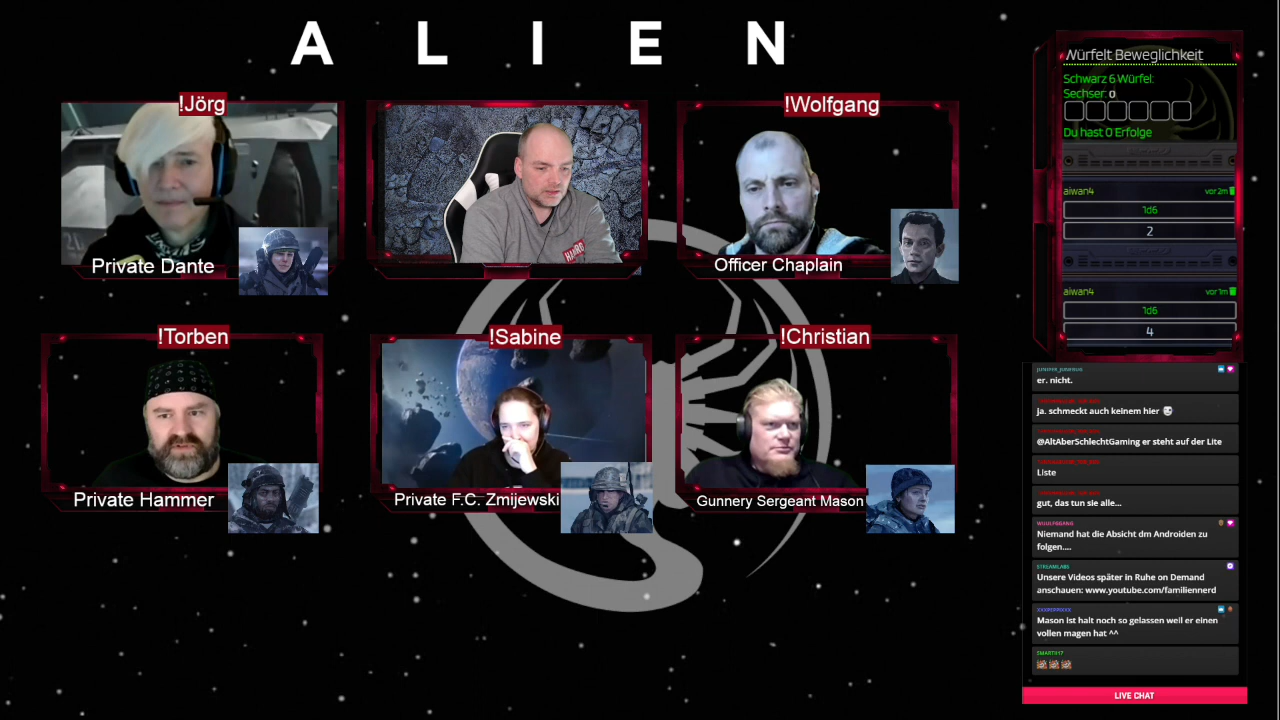 A L I E N
!Jörg
Private Dante
HARD
!Wolfgang
Officer Chaplain
!Torben
Private Hammer
!Sabine
Private F.C. Zmijewski
!Christian
Gunnery Sergeant Mason
Würfelt Beweglichkeit
Schwarz 6 Würfel:
Sechser: 0
Du hast 0 Erfolge
aiwan4 vor 2m
1d6
2
aiwan4 vor 1m
1d6
4
er. nicht.
ja. schmeckt auch keinem hier
@AltAberSchlechtGaming er steht auf der Lite
Liste
gut, das tun sie alle...
Niemand hat die Absicht dm Androiden zu
folgen....
STREAMLABS
Unsere Videos später in Ruhe on Demand
anschauen: www.youtube.com/familiennerd
Mason ist halt noch so gelassen weil er einen
vollen magen hat ^^
SMARTI17
LIVE CHAT